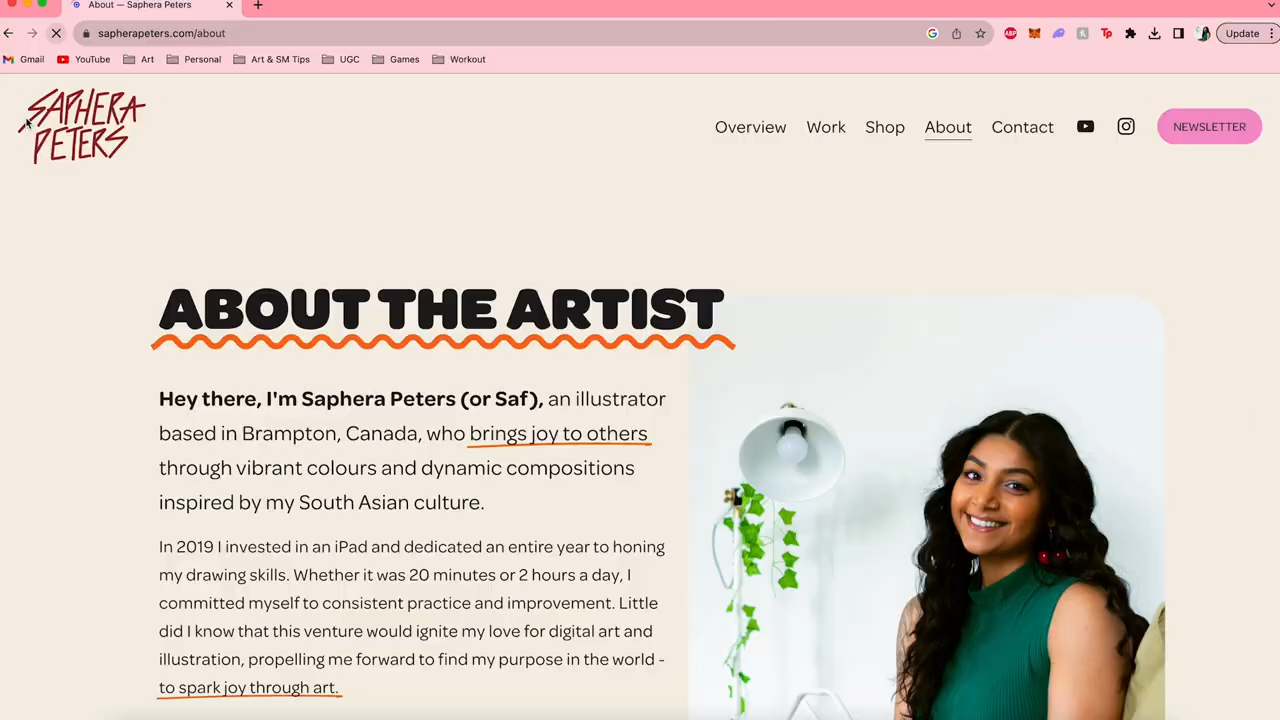 About — Saphera Peters
sapherapeters.com/about
Update
Gmail
YouTube
Art
Personal
Art & SM Tips
UGC
Games
Workout
SAPHERA
PETERS
Overview
Work
Shop
About
Contact
NEWSLETTER
ABOUT THE ARTIST
Hey there, I'm Saphera Peters (or Saf), an illustrator
based in Brampton, Canada, who brings joy to others
through vibrant colours and dynamic compositions
inspired by my South Asian culture.
In 2019 I invested in an iPad and dedicated an entire year to honing
my drawing skills. Whether it was 20 minutes or 2 hours a day, I
committed myself to consistent practice and improvement. Little
did I know that this venture would ignite my love for digital art and
illustration, propelling me forward to find my purpose in the world -
to spark joy through art.